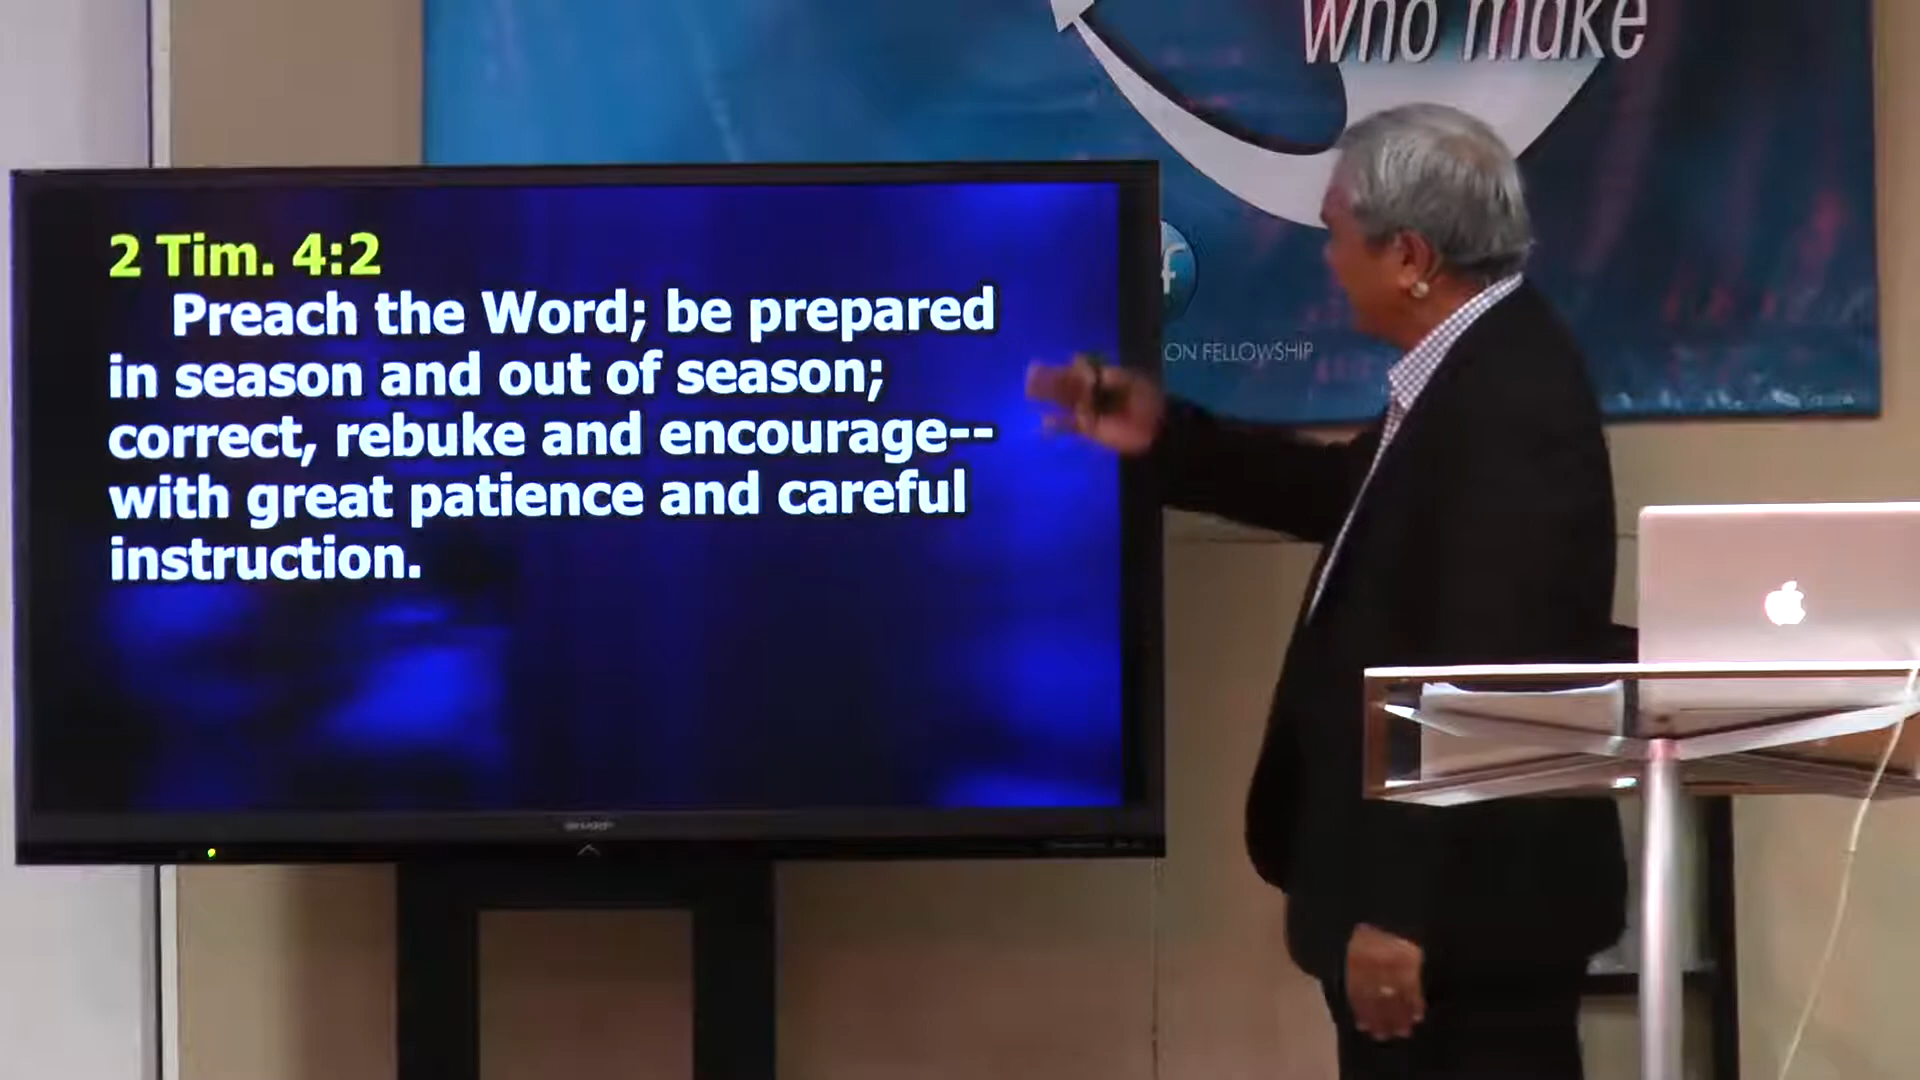 who make
2 Tim. 4:2
Preach the Word; be prepared
in season and out of season;
correct, rebuke and encourage--
with great patience and careful
instruction.
f
ON FELLOWSHIP
SHARP